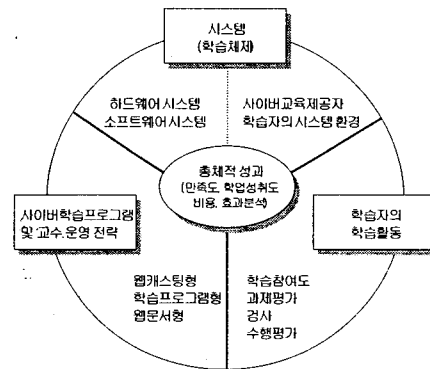 시스템
(학습체제)
하드웨어 시스템
소프트웨어 시스템
사이버교육제공자
학습자의 시스템 환경
총체적 성과
(만족도, 학업성취도
비용, 효과분석)
사이버학습프로그램
및 교수.운영 전략
학습자의
학습활동
웹캐스팅형
학습프로그램형
웹문서형
학습참여도
과제평가
검사
수행평가